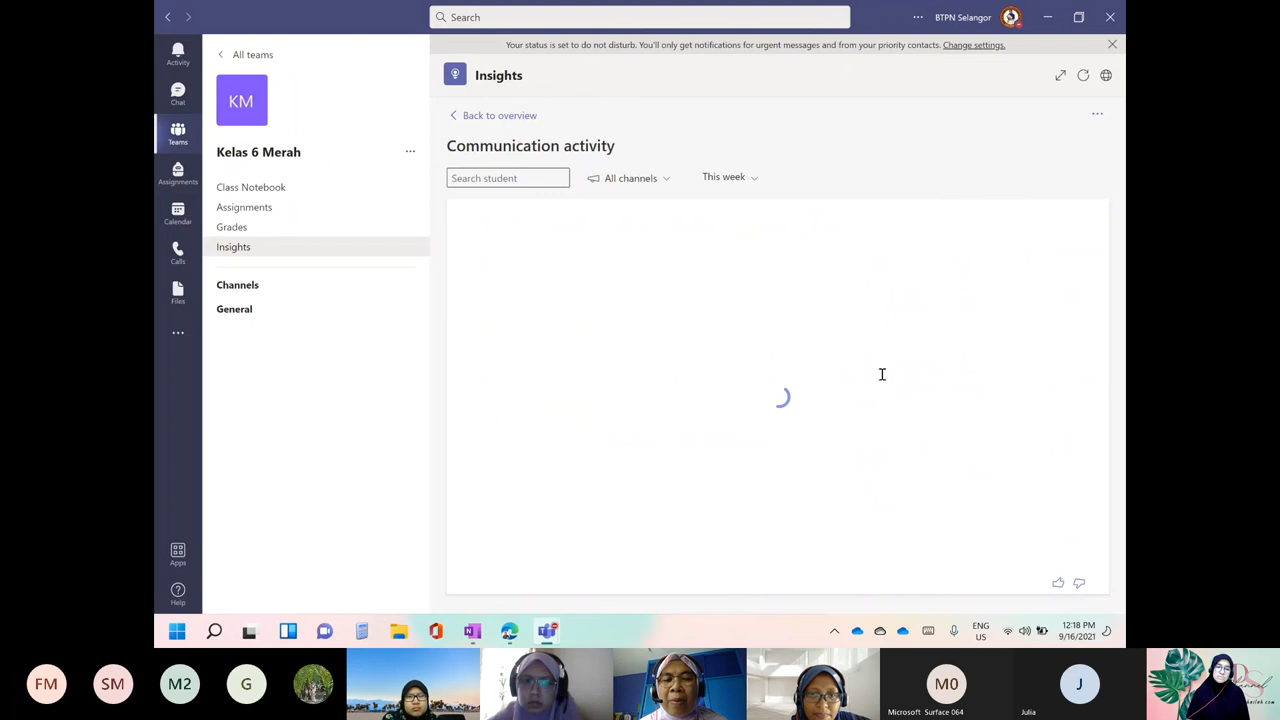 Search
BTPN Selangor
Your status is set to do not disturb. You'll only get notifications for urgent messages and from your priority contacts. Change settings.
Activity
Chat
Teams
Assignments
Calendar
Calls
Files
Apps
Help
All teams
KM
Kelas 6 Merah
Class Notebook
Assignments
Grades
Insights
Channels
General
Insights
Back to overview
Communication activity
Search student
All channels
This week
ENG
US
12:18 PM
9/16/2021
FM
SM
M2
G
M0
Microsoft Surface 064
J
Julia